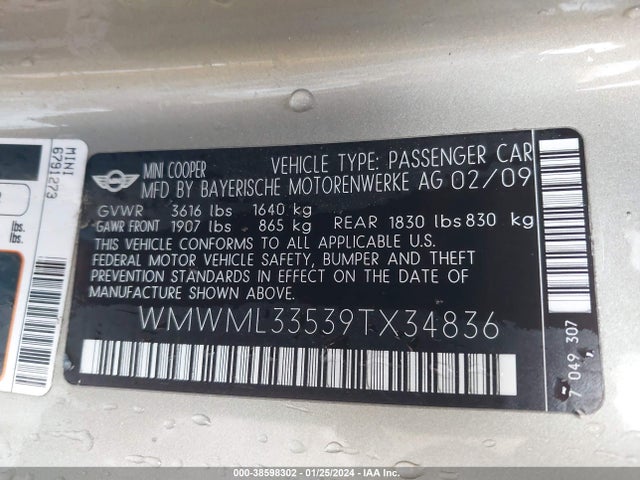 MINI
6791273
lbs.
lbs.
MINI COOPER
VEHICLE TYPE: PASSENGER CAR
MFD BY BAYERISCHE MOTORENWERKE AG 02/09
GVWR 3616 lbs 1640 kg
GAWR FRONT 1907 lbs 865 kg REAR 1830 lbs 830 kg
THIS VEHICLE CONFORMS TO ALL APPLICABLE U.S.
FEDERAL MOTOR VEHICLE SAFETY, BUMPER AND THEFT
PREVENTION STANDARDS IN EFFECT ON THE DATE OF
MANUFACTURE SHOWN ABOVE.
WMWML33539TX34836
7 049 307
000-38598302 - 01/25/2024 - IAA Inc.